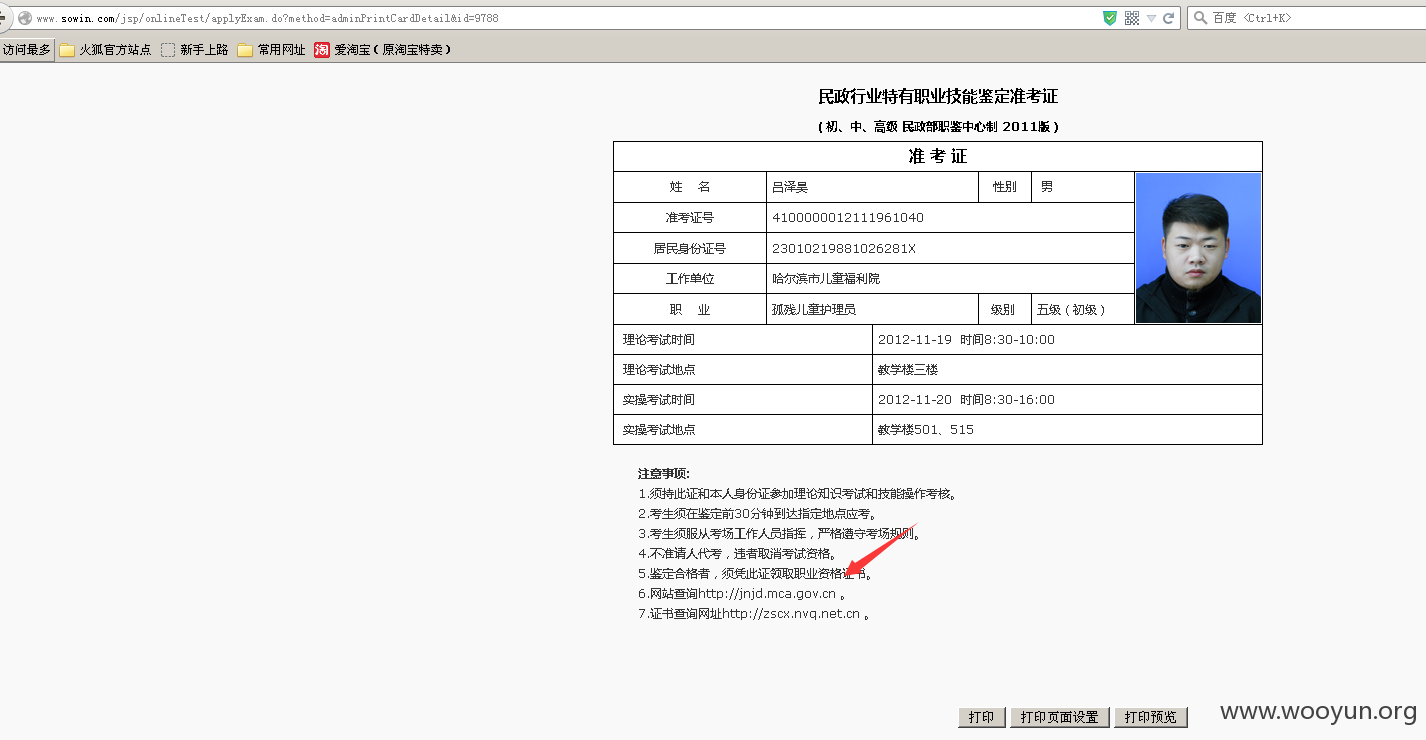 www.sowin.com/jsp/onlineTest/applyExam.do?method=adminPrintCardDetail&id=9788
百度 <Ctrl+K>
访问最多 火狐官方站点 新手上路 常用网址 淘 爱淘宝（原淘宝特卖）
民政行业特有职业技能鉴定准考证
（初、中、高级 民政部职鉴中心制 2011版）
准 考 证
姓 名 吕泽昊 性别 男
准考证号 4100000012111961040
居民身份证号 23010219881026281X
工作单位 哈尔滨市儿童福利院
职 业 孤残儿童护理员 级别 五级（初级）
理论考试时间 2012-11-19 时间8:30-10:00
理论考试地点 教学楼三楼
实操考试时间 2012-11-20 时间8:30-16:00
实操考试地点 教学楼501、515
注意事项:
1.须持此证和本人身份证参加理论知识考试和技能操作考核。
2.考生须在鉴定前30分钟到达指定地点应考。
3.考生须服从考场工作人员指挥，严格遵守考场规则。
4.不准请人代考，违者取消考试资格。
5.鉴定合格者，须凭此证领取职业资格证书。
6.网站查询http://jnjd.mca.gov.cn 。
7.证书查询网址http://zscx.nvq.net.cn 。
打印 打印页面设置 打印预览
www.wooyun.org